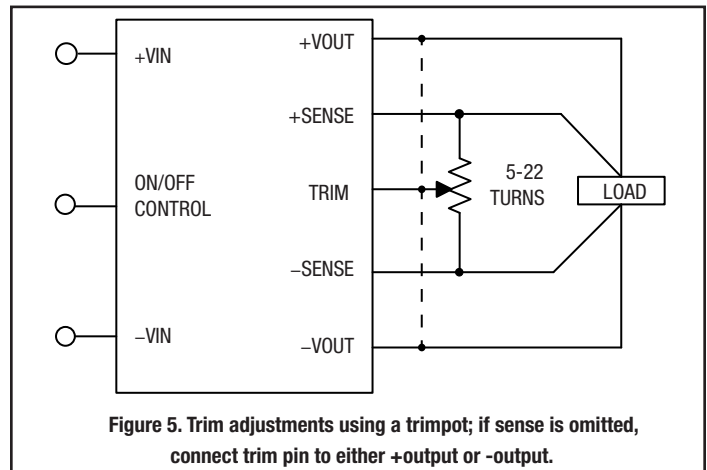 +VOUT
+VIN
+SENSE
ON/OFF
CONTROL
TRIM
5-22
TURNS
LOAD
−SENSE
−VIN
−VOUT
Figure 5. Trim adjustments using a trimpot; if sense is omitted,
connect trim pin to either +output or -output.